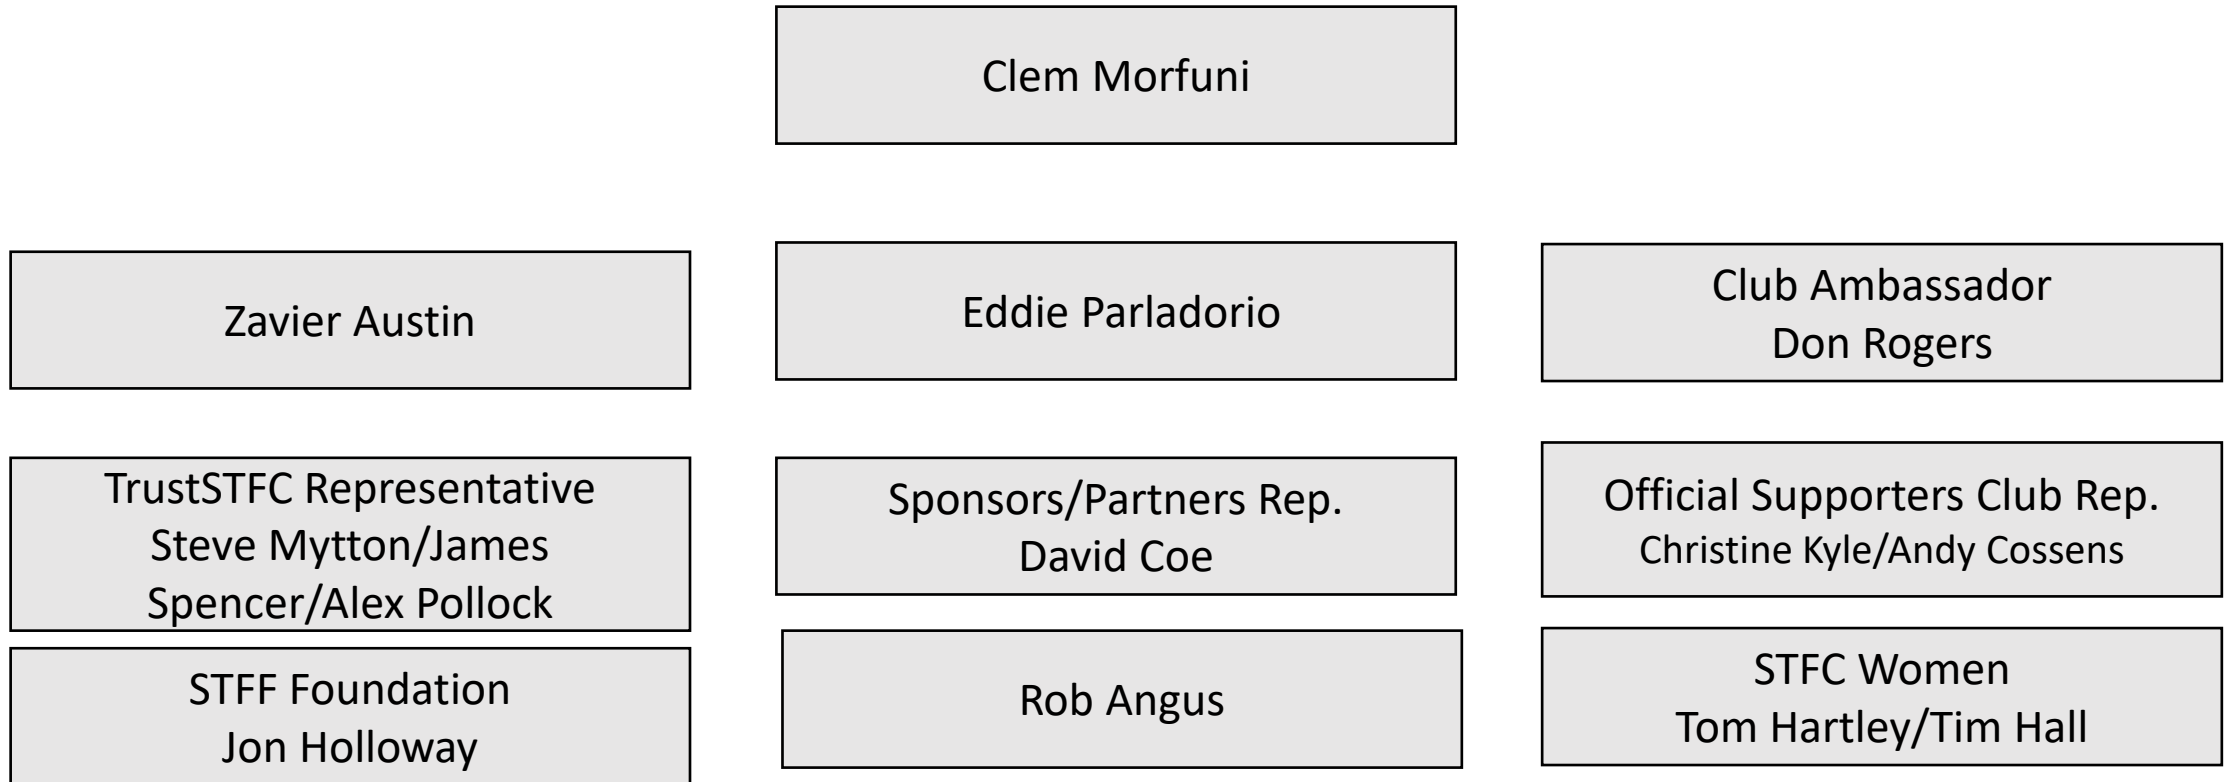 Clem Morfuni
Zavier Austin
Eddie Parladorio
Club Ambassador
Don Rogers
TrustSTFC Representative
Steve Mytton/James
Spencer/Alex Pollock
Sponsors/Partners Rep.
David Coe
Official Supporters Club Rep.
Christine Kyle/Andy Cossens
STFF Foundation
Jon Holloway
Rob Angus
STFC Women
Tom Hartley/Tim Hall